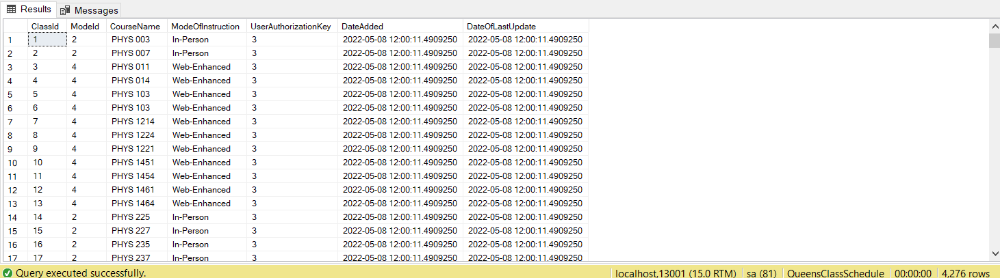 Results Messages
ClassId ModeId CourseName ModeOfInstruction UserAuthorizationKey DateAdded DateOfLastUpdate
1 1 2 PHYS 003 In-Person 3 2022-05-08 12:00:11.4909250 2022-05-08 12:00:11.4909250
2 2 2 PHYS 007 In-Person 3 2022-05-08 12:00:11.4909250 2022-05-08 12:00:11.4909250
3 3 4 PHYS 011 Web-Enhanced 3 2022-05-08 12:00:11.4909250 2022-05-08 12:00:11.4909250
4 4 4 PHYS 014 Web-Enhanced 3 2022-05-08 12:00:11.4909250 2022-05-08 12:00:11.4909250
5 5 4 PHYS 103 Web-Enhanced 3 2022-05-08 12:00:11.4909250 2022-05-08 12:00:11.4909250
6 6 4 PHYS 103 Web-Enhanced 3 2022-05-08 12:00:11.4909250 2022-05-08 12:00:11.4909250
7 7 4 PHYS 1214 Web-Enhanced 3 2022-05-08 12:00:11.4909250 2022-05-08 12:00:11.4909250
8 8 4 PHYS 1224 Web-Enhanced 3 2022-05-08 12:00:11.4909250 2022-05-08 12:00:11.4909250
9 9 4 PHYS 1221 Web-Enhanced 3 2022-05-08 12:00:11.4909250 2022-05-08 12:00:11.4909250
10 10 4 PHYS 1451 Web-Enhanced 3 2022-05-08 12:00:11.4909250 2022-05-08 12:00:11.4909250
11 11 4 PHYS 1454 Web-Enhanced 3 2022-05-08 12:00:11.4909250 2022-05-08 12:00:11.4909250
12 12 4 PHYS 1461 Web-Enhanced 3 2022-05-08 12:00:11.4909250 2022-05-08 12:00:11.4909250
13 13 4 PHYS 1464 Web-Enhanced 3 2022-05-08 12:00:11.4909250 2022-05-08 12:00:11.4909250
14 14 2 PHYS 225 In-Person 3 2022-05-08 12:00:11.4909250 2022-05-08 12:00:11.4909250
15 15 2 PHYS 227 In-Person 3 2022-05-08 12:00:11.4909250 2022-05-08 12:00:11.4909250
16 16 2 PHYS 235 In-Person 3 2022-05-08 12:00:11.4909250 2022-05-08 12:00:11.4909250
17 17 2 PHYS 237 In-Person 3 2022-05-08 12:00:11.4909250 2022-05-08 12:00:11.4909250
Query executed successfully. localhost,13001 (15.0 RTM) sa (81) QueensClassSchedule 00:00:00 4,276 rows